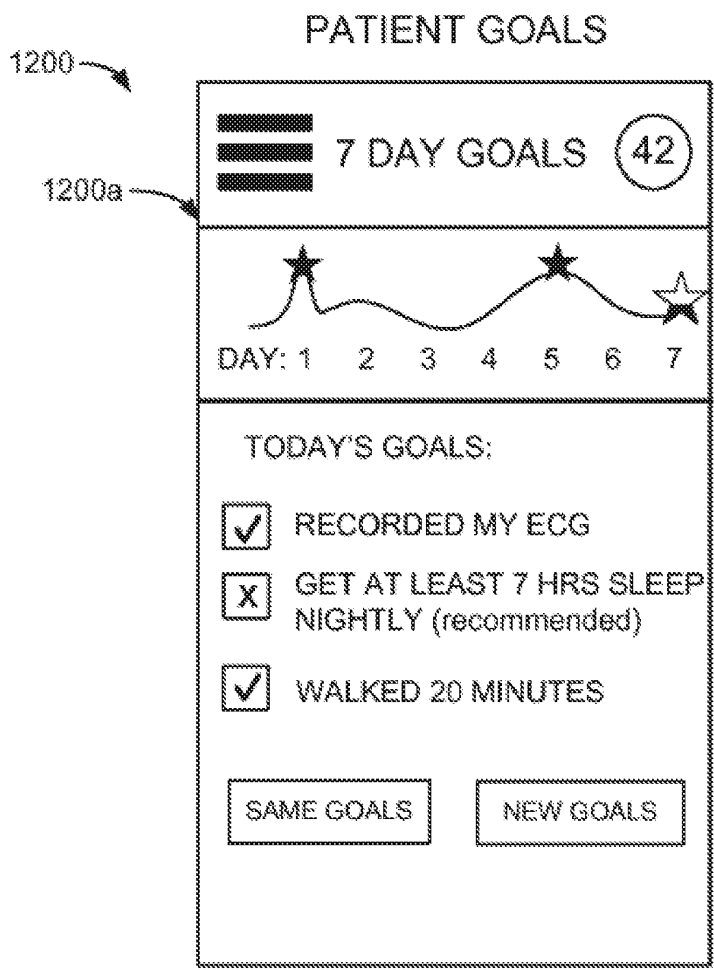 PATIENT GOALS
1200
7 DAY GOALS 42
1200a
DAY: 1 2 3 4 5 6 7
TODAY'S GOALS:
✓ RECORDED MY ECG
X GET AT LEAST 7 HRS SLEEP
NIGHTLY (recommended)
✓ WALKED 20 MINUTES
SAME GOALS NEW GOALS